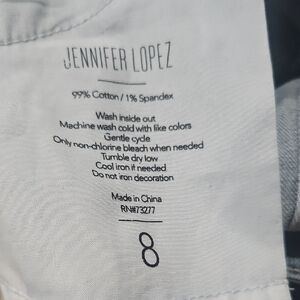 JENNIFER LOPEZ
99% Cotton / 1% Spandex
Wash inside out
Machine wash cold with like colors
Gentle cycle
Only non-chlorine bleach when needed
Tumble dry low
Cool iron if needed
Do not iron decoration
Made in China
RN#73277
8